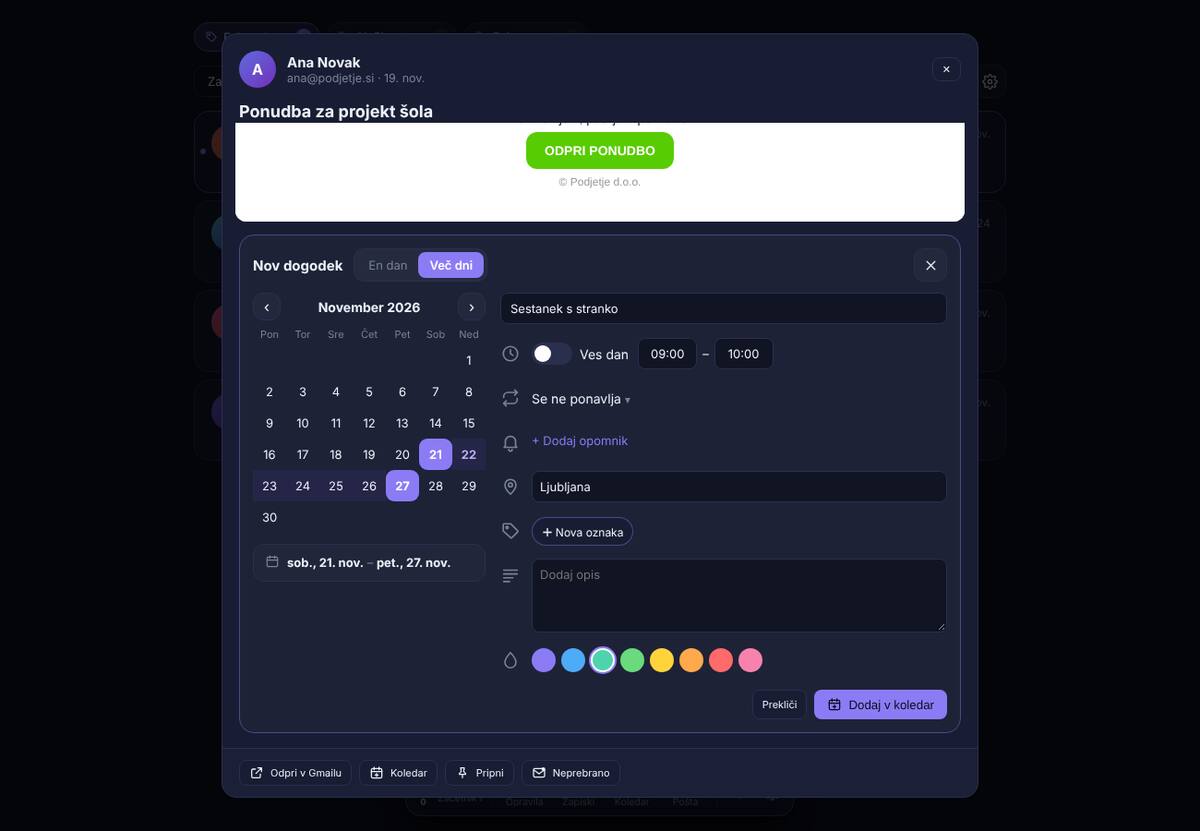 A
Ana Novak
ana@podjetje.si · 19. nov.
×
Ponudba za projekt šola
ODPRI PONUDBO
© Podjetje d.o.o.
Nov dogodek
En dan
Več dni
November 2026
Pon Tor Sre Čet Pet Sob Ned
1
2 3 4 5 6 7 8
9 10 11 12 13 14 15
16 17 18 19 20 21 22
23 24 25 26 27 28 29
30
sob., 21. nov. – pet., 27. nov.
Sestanek s stranko
Ves dan 09:00 – 10:00
Se ne ponavlja ▾
+ Dodaj opomnik
Ljubljana
+ Nova oznaka
Dodaj opis
Prekliči
Dodaj v koledar
Odpri v Gmailu
Koledar
Pripni
Neprebrano
Opravila Zapiski Koledar Pošta